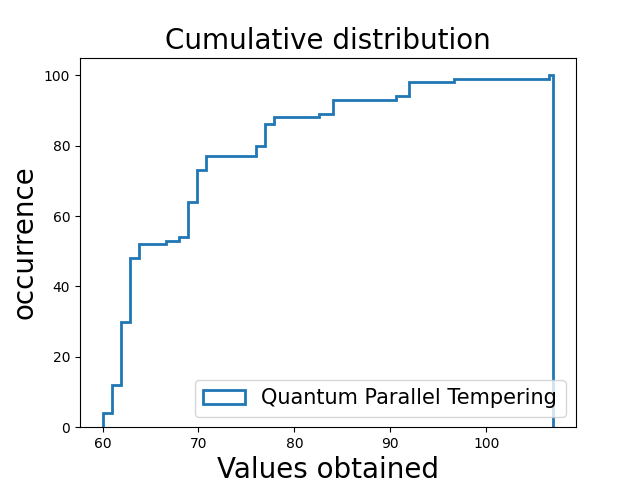 Cumulative distribution
100
80
60
40
20
0
occurrence
Quantum Parallel Tempering
60 70 80 90 100
Values obtained